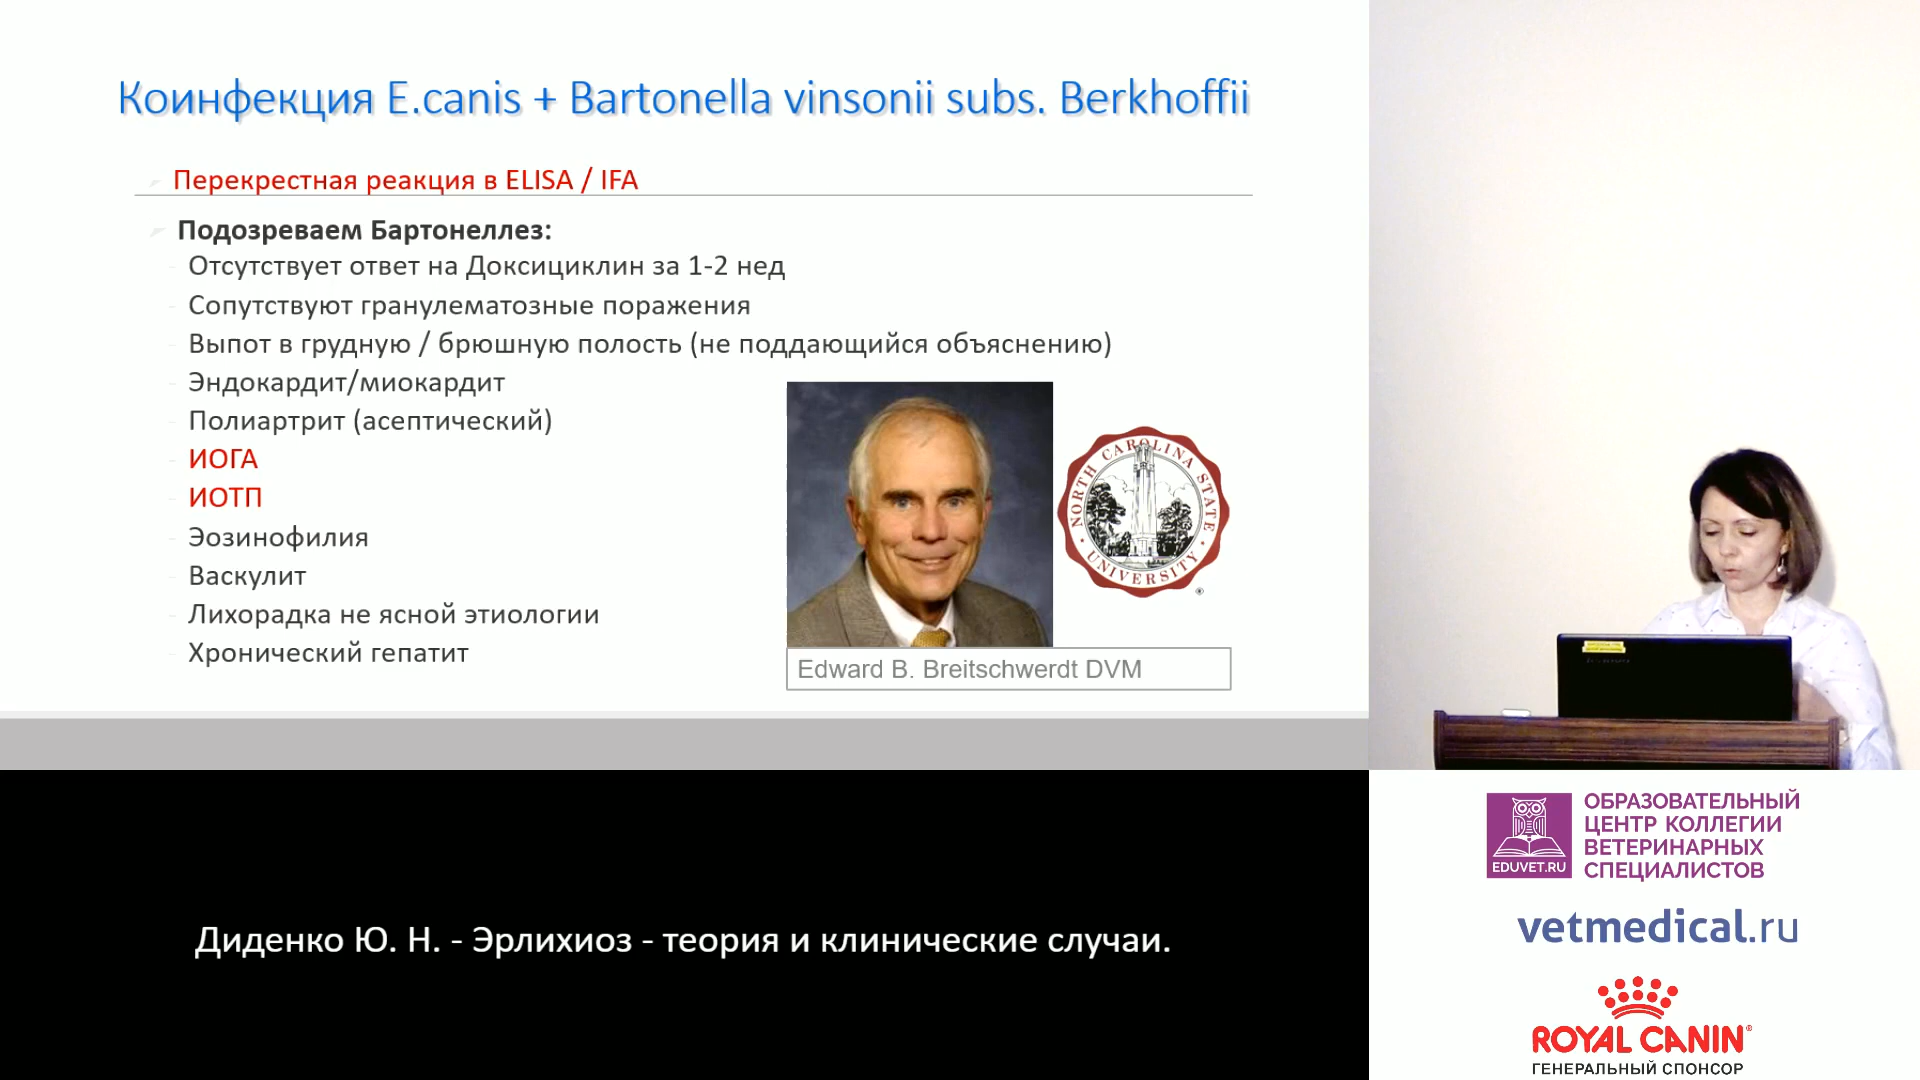 Коинфекция E.canis + Bartonella vinsonii subs. Berkhoffii
Перекрестная реакция в ELISA / IFA
Подозреваем Бартонеллез:
Отсутствует ответ на Доксициклин за 1-2 нед
Сопутствуют гранулематозные поражения
Выпот в грудную / брюшную полость (не поддающийся объяснению)
Эндокардит/миокардит
Полиартрит (асептический)
ИОГА
ИОТП
Эозинофилия
Васкулит
Лихорадка не ясной этиологии
Хронический гепатит
NORTH CAROLINA STATE
UNIVERSITY
®
Edward B. Breitschwerdt DVM
Диденко Ю. Н. - Эрлихиоз - теория и клинические случаи.
EDUVET.RU
ОБРАЗОВАТЕЛЬНЫЙ
ЦЕНТР КОЛЛЕГИИ
ВЕТЕРИНАРНЫХ
СПЕЦИАЛИСТОВ
vetmedical.ru
ROYAL CANIN®
ГЕНЕРАЛЬНЫЙ СПОНСОР